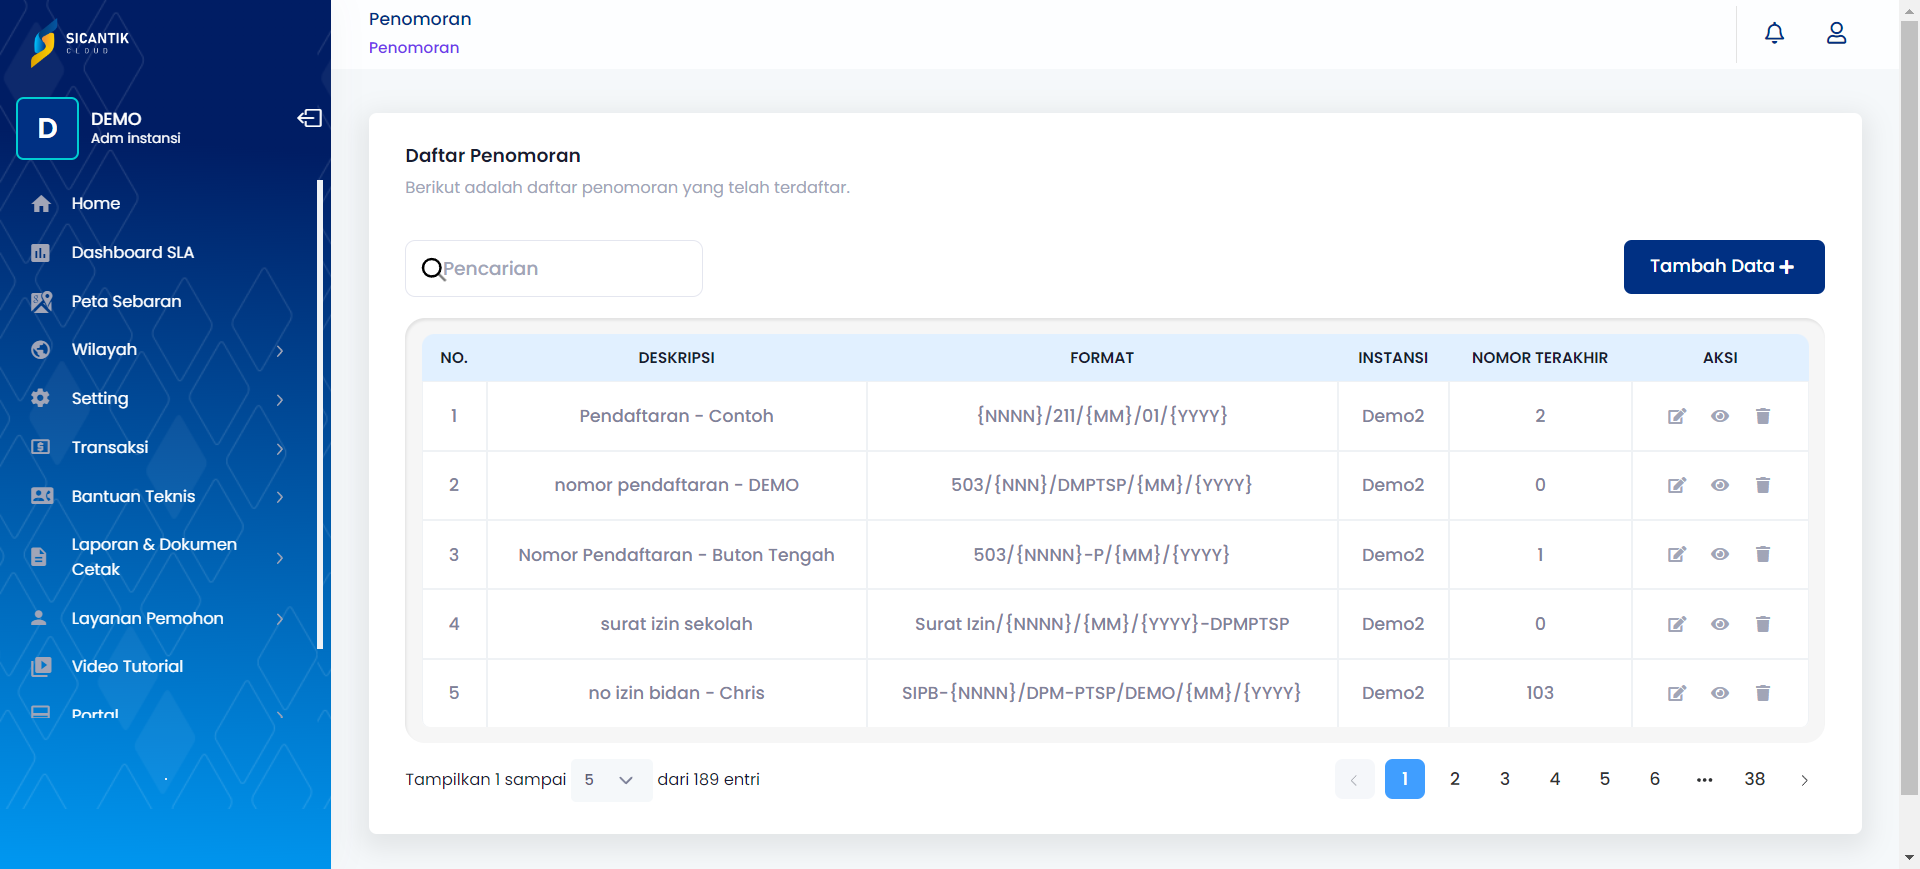 SICANTIK
CLOUD
D
DEMO
Adm instansi
Home
Dashboard SLA
Peta Sebaran
Wilayah
Setting
Transaksi
Bantuan Teknis
Laporan & Dokumen
Cetak
Layanan Pemohon
Video Tutorial
Portal
Penomoran
Penomoran
Daftar Penomoran
Berikut adalah daftar penomoran yang telah terdaftar.
Pencarian
Tambah Data +
NO. DESKRIPSI FORMAT INSTANSI NOMOR TERAKHIR AKSI
1 Pendaftaran - Contoh {NNNN}/211/{MM}/01/{YYYY} Demo2 2
2 nomor pendaftaran - DEMO 503/{NNN}/DMPTSP/{MM}/{YYYY} Demo2 0
3 Nomor Pendaftaran - Buton Tengah 503/{NNNN}-P/{MM}/{YYYY} Demo2 1
4 surat izin sekolah Surat Izin/{NNNN}/{MM}/{YYYY}-DPMPTSP Demo2 0
5 no izin bidan - Chris SIPB-{NNNN}/DPM-PTSP/DEMO/{MM}/{YYYY} Demo2 103
Tampilkan 1 sampai 5 dari 189 entri
1 2 3 4 5 6 ••• 38